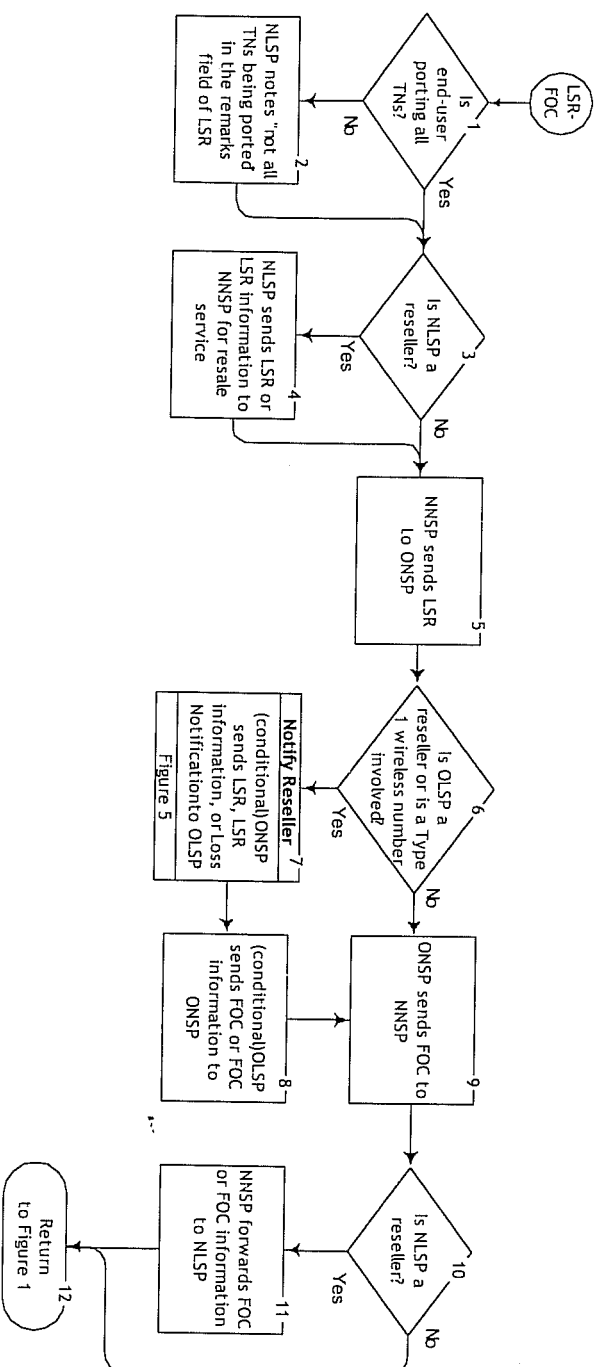 LSR-
FOC
1
Is
end-user
porting all
TNs?
Yes
No
2
NLSP notes "not all
TNs being ported"
in the remarks
field of LSR
3
Is NLSP a
reseller?
No
Yes
4
NLSP sends LSR or
LSR information to
NNSP for resale
service
5
NNSP sends LSR
to ONSP
6
Is OLSP a
reseller or is a Type
1 wireless number
involved?
No
Yes
7
Notify Reseller
(conditional)ONSP
sends LSR, LSR
information, or Loss
Notificationto OLSP
Figure 5
8
(conditional)OLSP
sends FOC or FOC
information to
ONSP
9
ONSP sends FOC to
NNSP
10
Is NLSP a
reseller?
No
Yes
11
NNSP forwards FOC
or FOC information
to NLSP
12
Return
to Figure 1